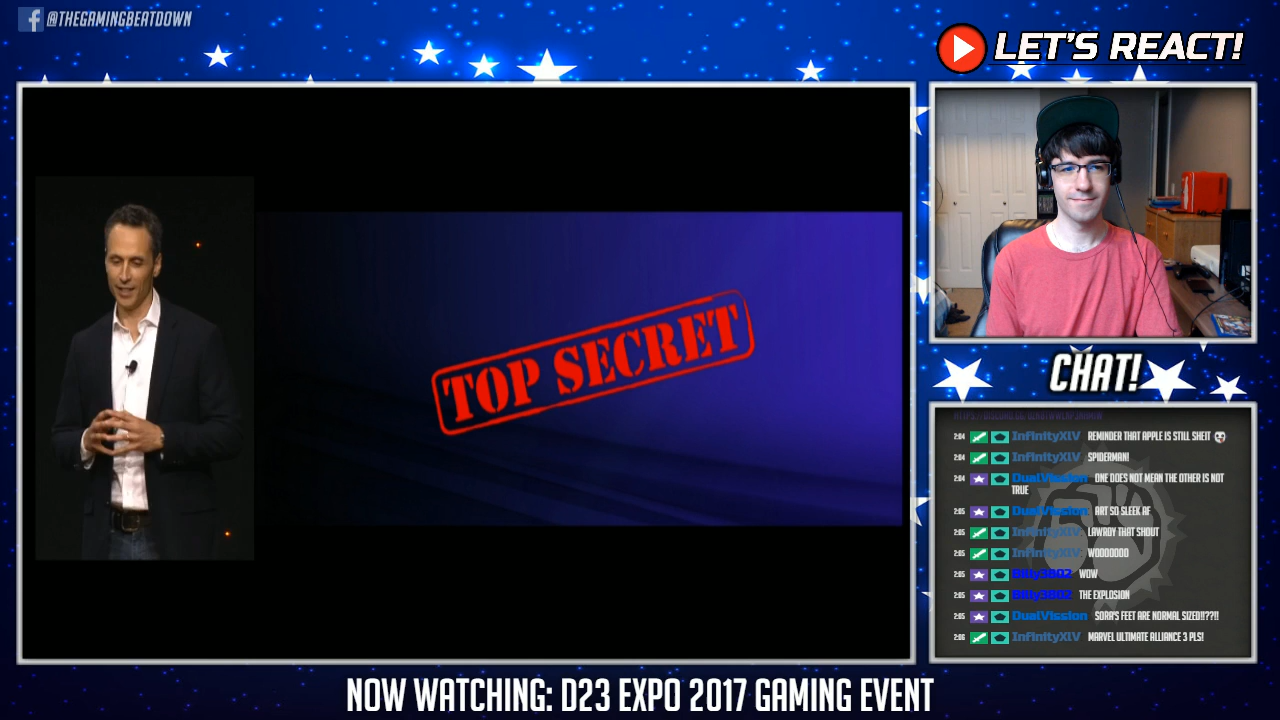 @THEGAMINGBEATDOWN
LET'S REACT!
TOP SECRET
CHAT!
2:04 InfinityXIV REMINDER THAT APPLE IS STILL SHEIT
2:04 InfinityXIV SPIDERMAN!
2:04 DualVission ONE DOES NOT MEAN THE OTHER IS NOT
TRUE
2:05 DualVission ART SO SLEEK AF
2:05 InfinityXIV LAWRDY THAT SHOUT
2:05 InfinityXIV WOOOOOOO
2:05 Billy3802 WOW
2:05 Billy3802 THE EXPLOSION
2:05 DualVission SORA'S FEET ARE NORMAL SIZED!!??!!
2:06 InfinityXIV MARVEL ULTIMATE ALLIANCE 3 PLS!
NOW WATCHING: D23 EXPO 2017 GAMING EVENT